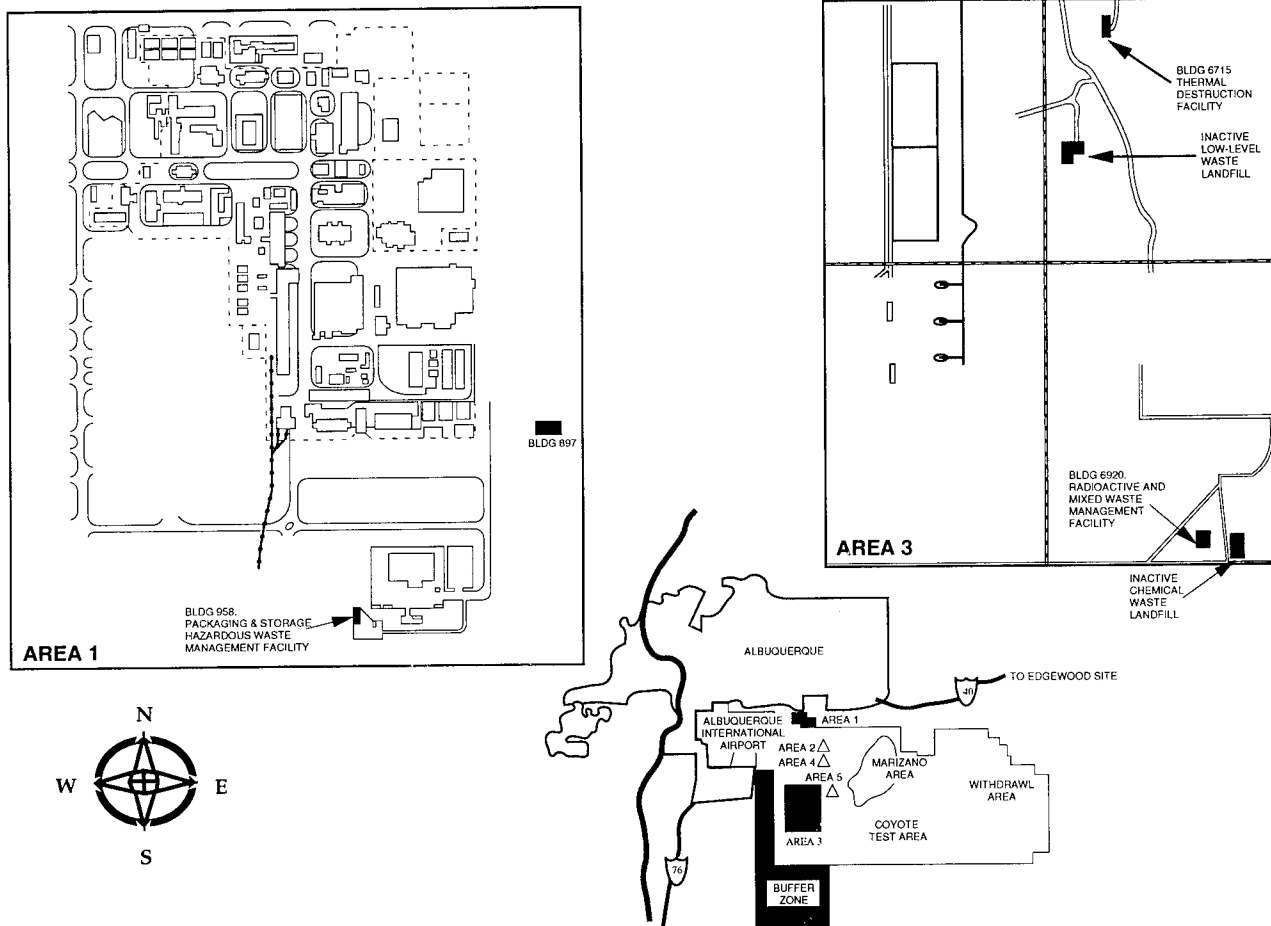 BLDG 897
BLDG 958.
PACKAGING & STORAGE
HAZARDOUS WASTE
MANAGEMENT FACILITY
AREA 1
BLDG 6715
THERMAL
DESTRUCTION
FACILITY
INACTIVE
LOW-LEVEL
WASTE
LANDFILL
BLDG 6920.
RADIOACTIVE AND
MIXED WASTE
MANAGEMENT
FACILITY
AREA 3
INACTIVE
CHEMICAL
WASTE
LANDFILL
N
W
E
S
ALBUQUERQUE
TO EDGEWOOD SITE
40
ALBUQUERQUE
INTERNATIONAL
AIRPORT
AREA 1
AREA 2
AREA 4
AREA 5
MARIZANO
AREA
WITHDRAWL
AREA
COYOTE
TEST AREA
AREA 3
76
BUFFER
ZONE